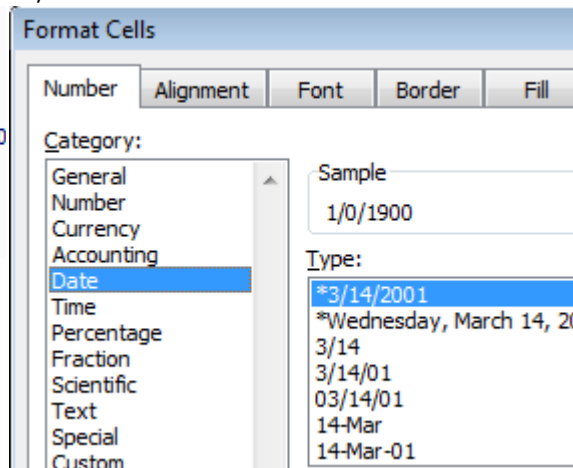 Format Cells
Number Alignment Font Border Fill
Category:
General
Number
Currency
Accounting
Date
Time
Percentage
Fraction
Scientific
Text
Special
Custom
Sample
1/0/1900
Type:
*3/14/2001
*Wednesday, March 14,
3/14
3/14/01
03/14/01
14-Mar
14-Mar-01